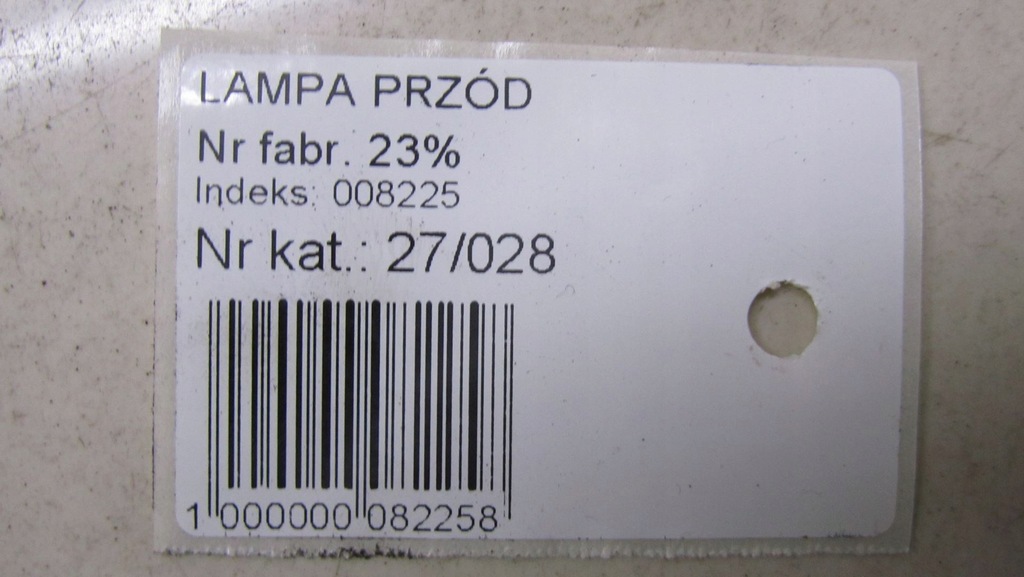 LAMPA PRZÓD
Nr fabr. 23%
Indeks: 008225
Nr kat.: 27/028
1 000000 082258